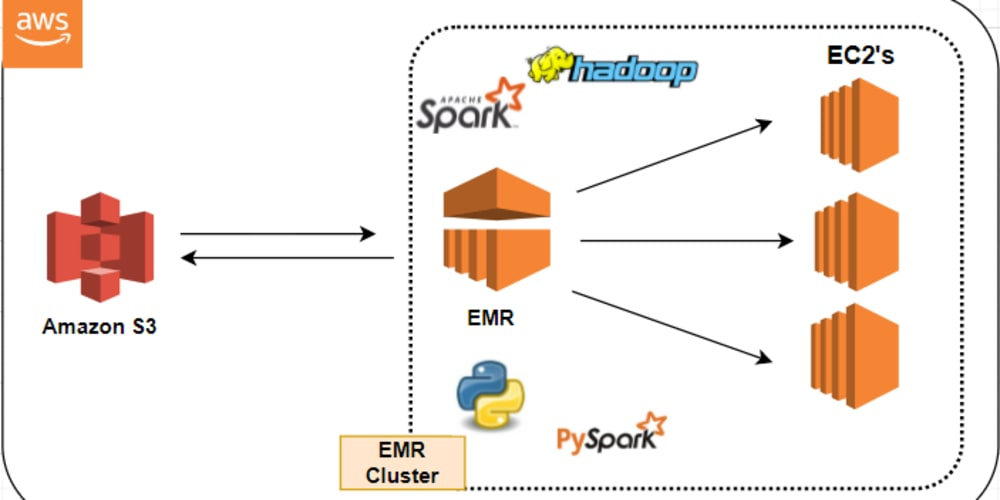 aws
hadoop
EC2's
APACHE
Spark
Amazon S3
EMR
PySpark
EMR
Cluster